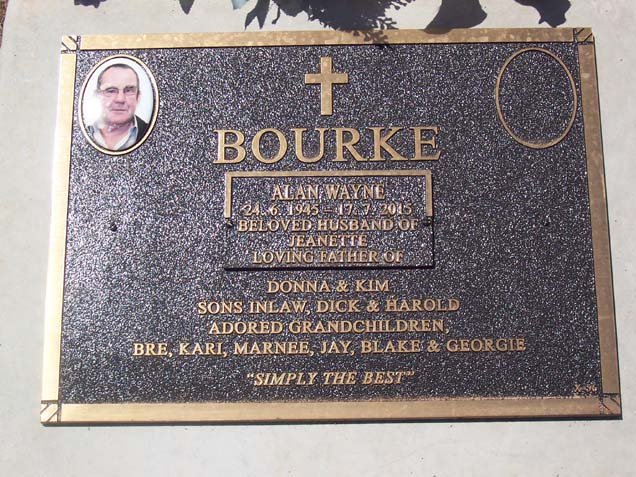 BOURKE
ALAN WAYNE
24. 6. 1945 - 17. 7. 2015
BELOVED HUSBAND OF
JEANETTE
LOVING FATHER OF
DONNA & KIM
SONS INLAW, DICK & HAROLD
ADORED GRANDCHILDREN,
BRE, KARI, MARNEE, JAY, BLAKE & GEORGIE
"SIMPLY THE BEST"